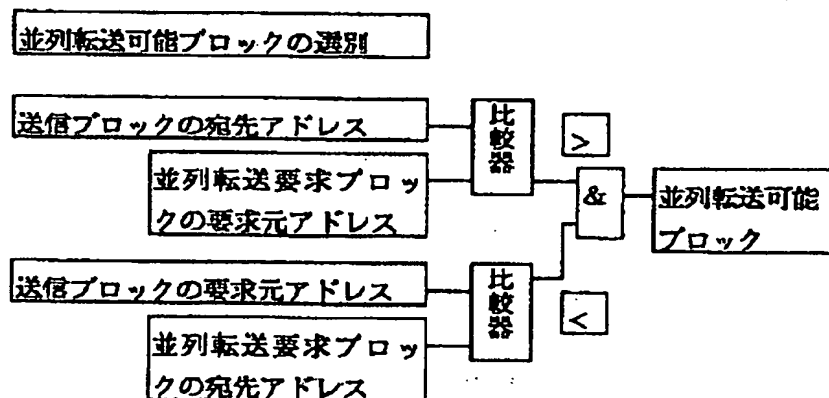 並列転送可能ブロックの選別
送信ブロックの宛先アドレス
並列転送要求ブロッ
クの要求元アドレス
比較器
>
&
並列転送可能
ブロック
送信ブロックの要求元アドレス
並列転送要求ブロッ
クの宛先アドレス
比較器
<